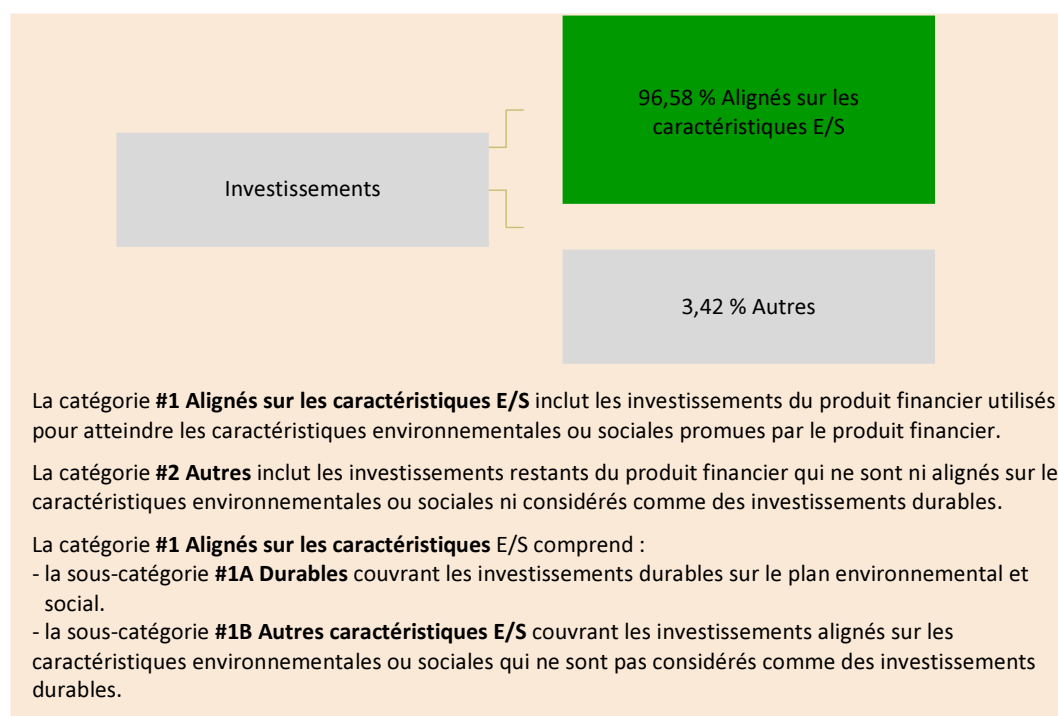 96,58 % Alignés sur les
caractéristiques E/S
Investissements
3,42 % Autres
La catégorie #1 Alignés sur les caractéristiques E/S inclut les investissements du produit financier utilisés
pour atteindre les caractéristiques environnementales ou sociales promues par le produit financier.
La catégorie #2 Autres inclut les investissements restants du produit financier qui ne sont ni alignés sur le
caractéristiques environnementales ou sociales ni considérés comme des investissements durables.
La catégorie #1 Alignés sur les caractéristiques E/S comprend :
- la sous-catégorie #1A Durables couvrant les investissements durables sur le plan environnemental et
social.
- la sous-catégorie #1B Autres caractéristiques E/S couvrant les investissements alignés sur les
caractéristiques environnementales ou sociales qui ne sont pas considérés comme des investissements
durables.